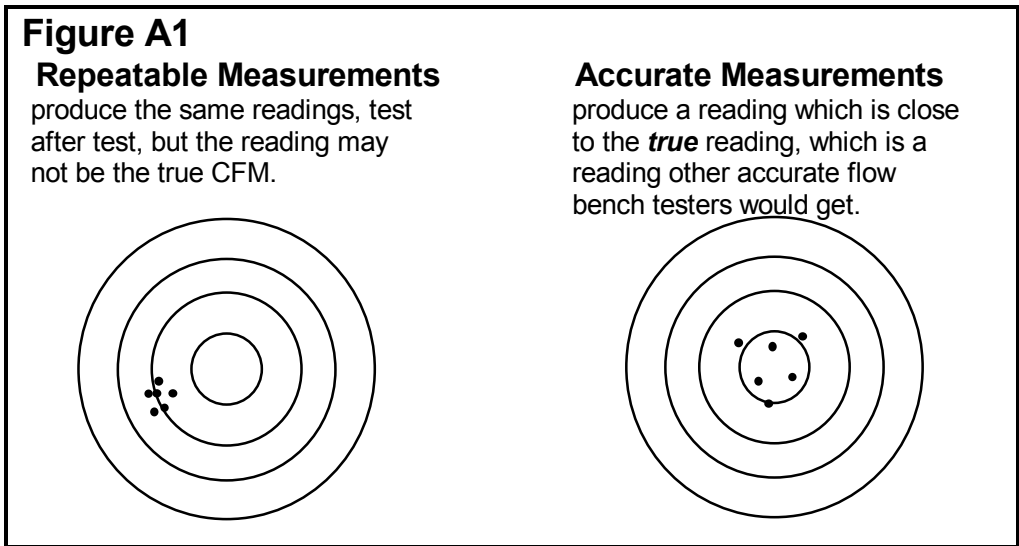 Figure A1
Repeatable Measurements
produce the same readings, test
after test, but the reading may
not be the true CFM.
Accurate Measurements
produce a reading which is close
to the true reading, which is a
reading other accurate flow
bench testers would get.